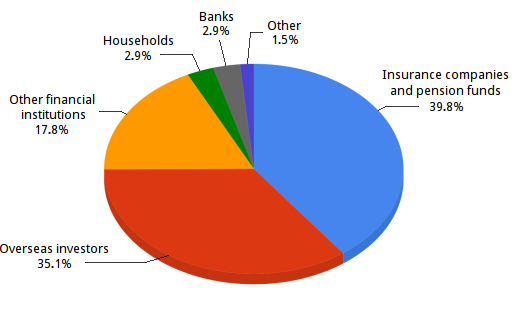 Banks
2.9%
Other
1.5%
Households
2.9%
Insurance companies
and pension funds
39.8%
Other financial
institutions
17.8%
Overseas investors
35.1%